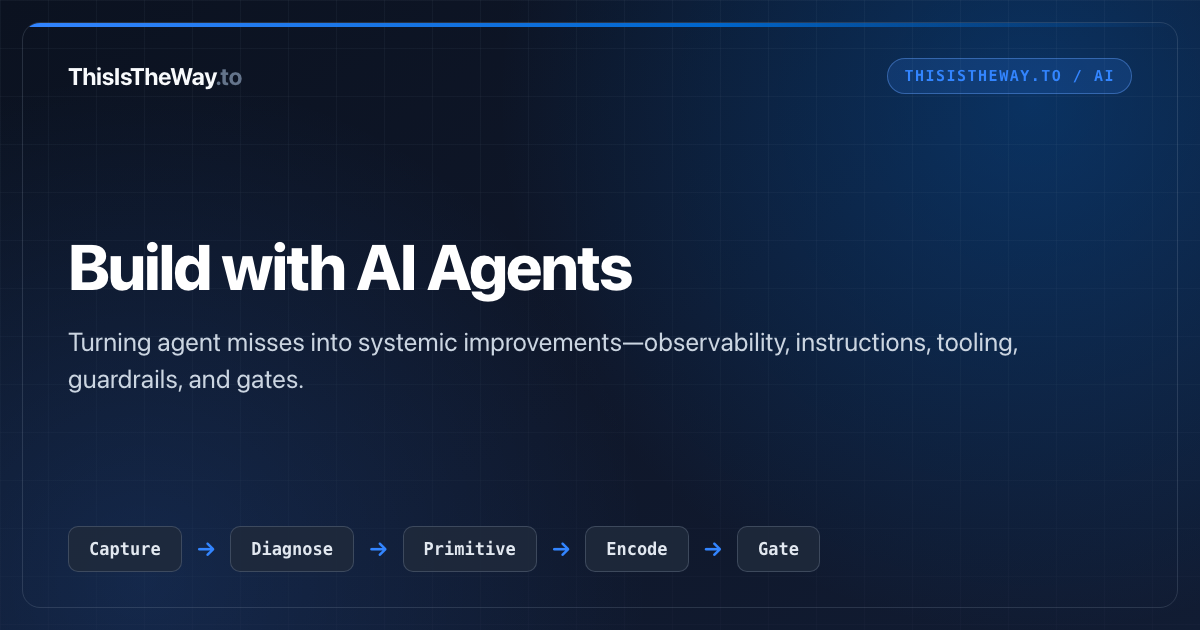 ThisIsTheWay.to
THISISTHEWAY.TO / AI
Build with AI Agents
Turning agent misses into systemic improvements—observability, instructions, tooling,
guardrails, and gates.
Capture → Diagnose → Primitive → Encode → Gate